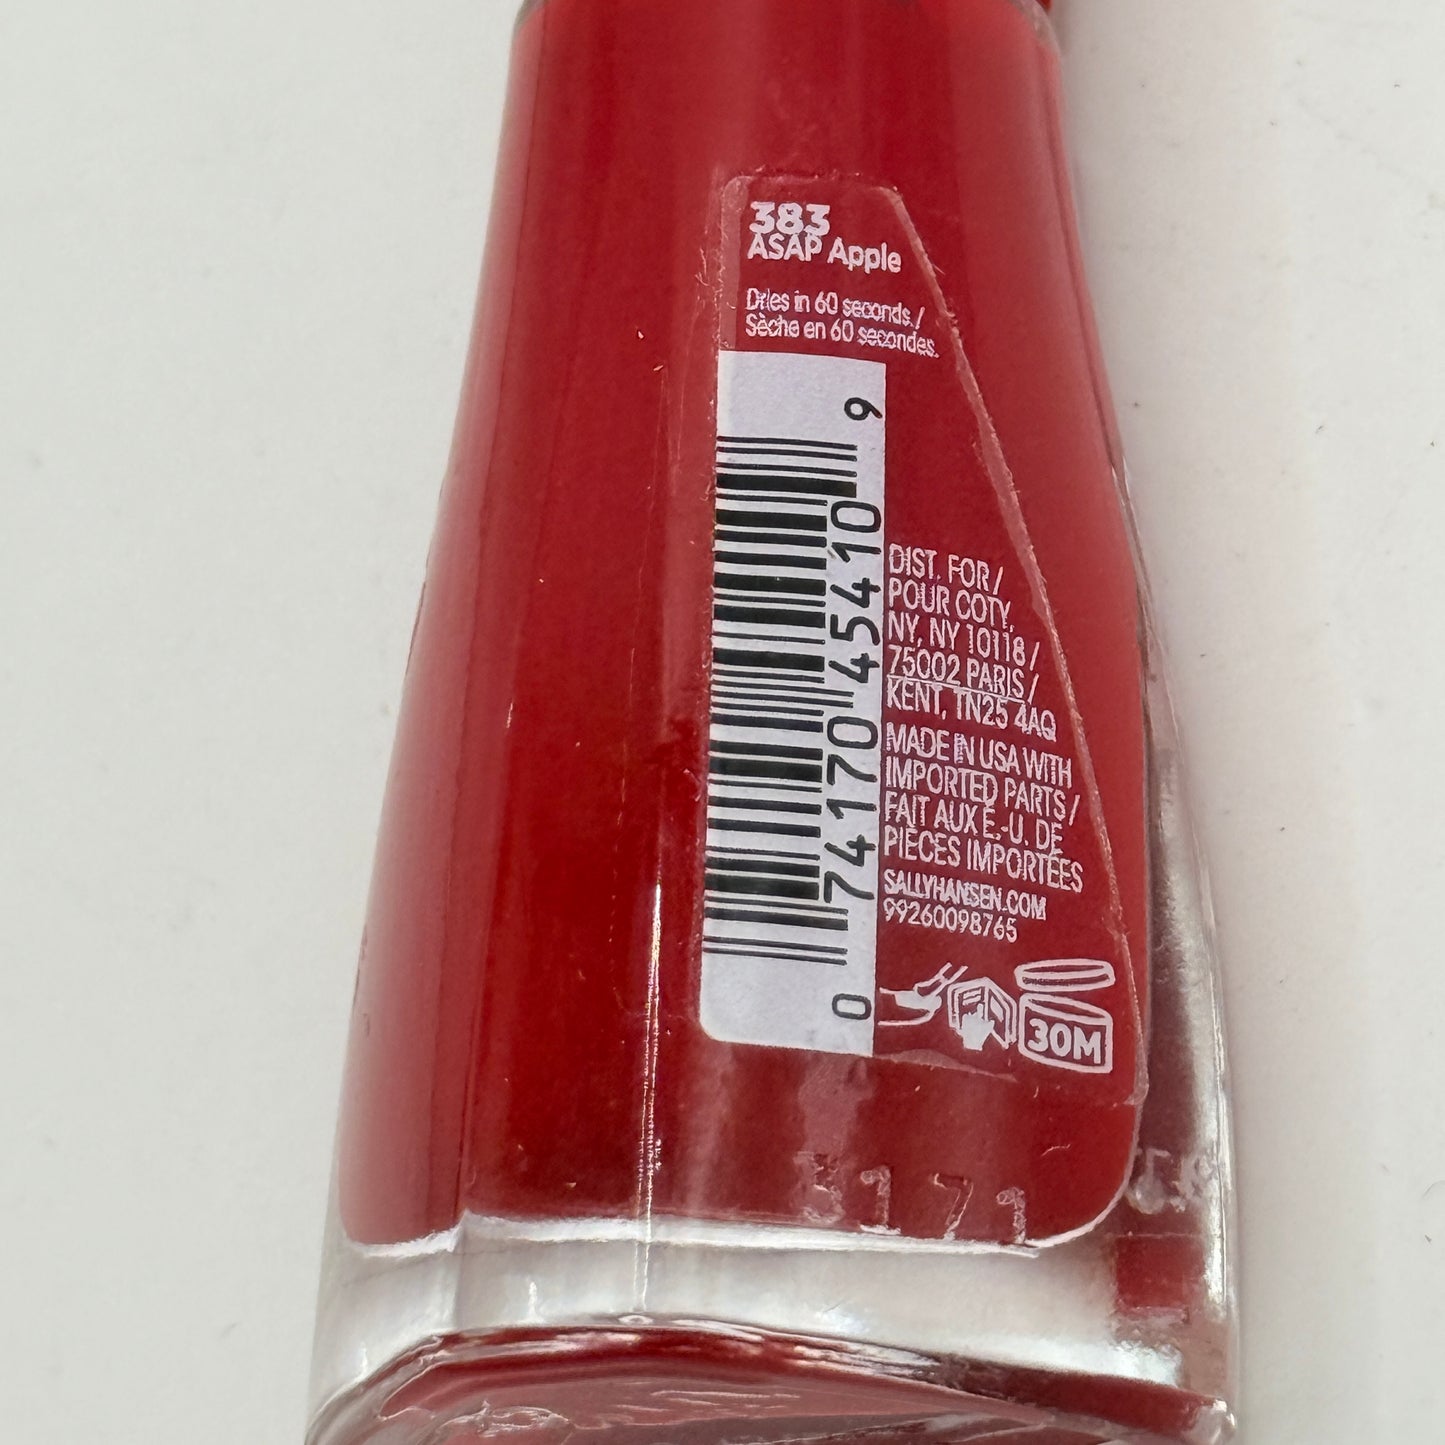 383
ASAP Apple
Dries in 60 seconds./
Sèche en 60 secondes.
0 74170 45410 9
DIST. FOR/
POUR COTY,
NY, NY 10118/
75002 PARIS/
KENT, TN25 4AQ
MADE IN USA WITH
IMPORTED PARTS/
FAIT AUX É.-U. DE
PIÈCES IMPORTÉES
SALLYHANSEN.COM
99260098765
30M
3171